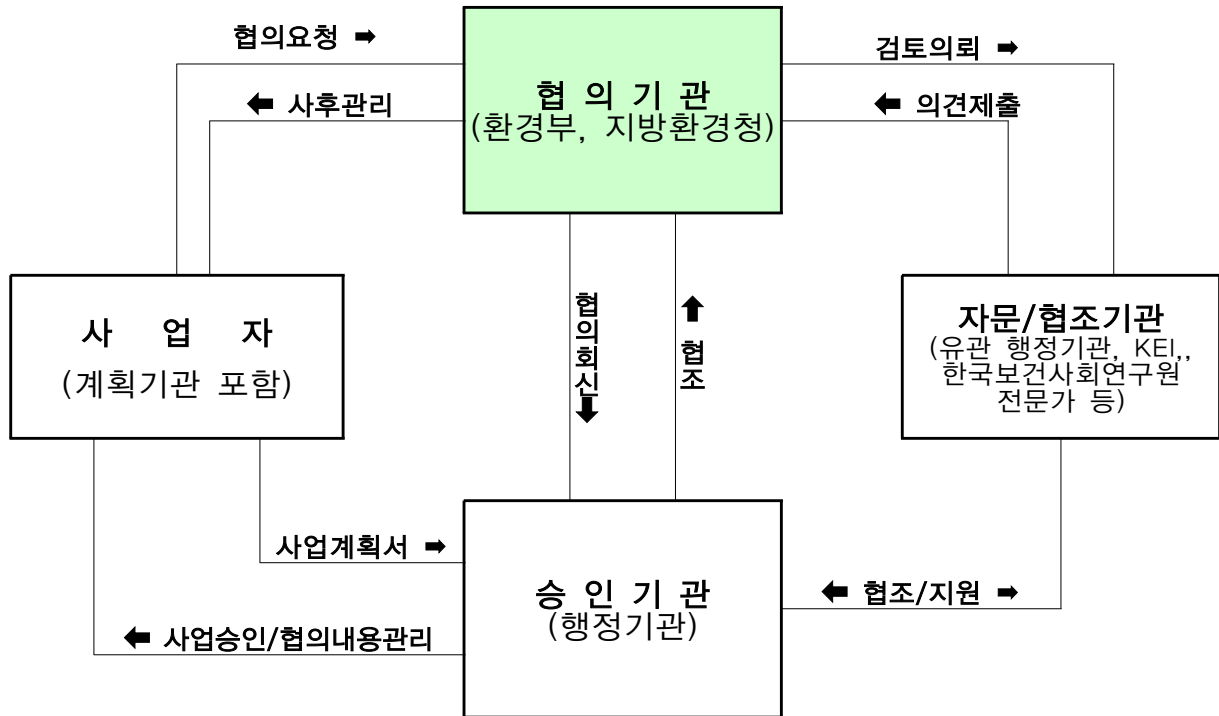 협의요청 ➡
검토의뢰 ➡
협 의 기 관
(환경부, 지방환경청)
⬅ 사후관리
⬅ 의견제출
사 업 자
(계획기관 포함)
협의회신⬇
⬆협조
자문/협조기관
(유관 행정기관, KEI,,
한국보건사회연구원
전문가 등)
사업계획서 ➡
승 인 기 관
(행정기관)
⬅ 협조/지원 ➡
⬅ 사업승인/협의내용관리